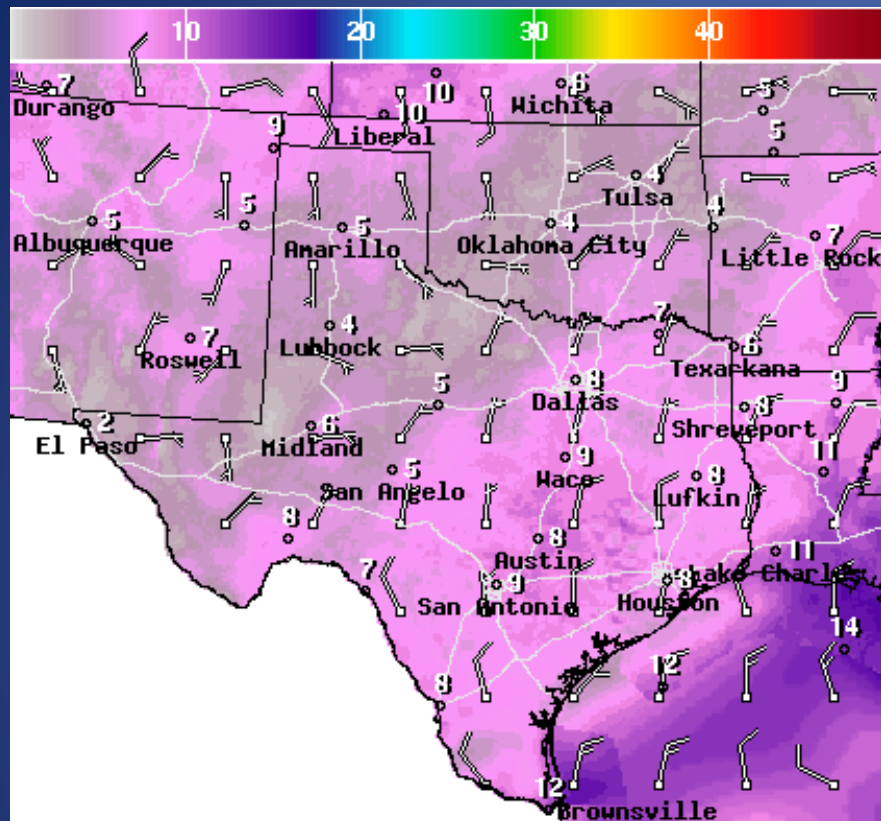 10 20 30 40
7
Durango
10
10
Liberal
6
Wichita
5
9
5
4
Tulsa
5
Albuquerque
5
5
Amarillo
4
Oklahoma City
4
7
Little Rock
7
Roswell
4
Lubbock
7
6
Texarkana
8
Dallas
5
9
2
El Paso
6
Midland
8
Shreveport
9
Waco
5
San Angelo
8
Lufkin
11
8
8
Austin
11
Lake Charles
7
9
San Antonio
8
Houston
14
12
8
12
Brownsville